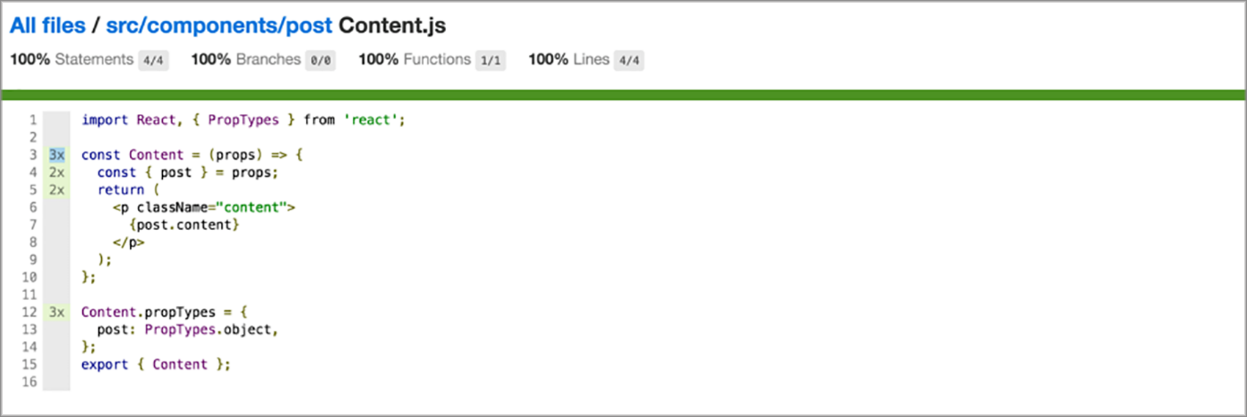 All files / src/components/post Content.js
100% Statements 4/4 100% Branches 0/0 100% Functions 1/1 100% Lines 4/4
1 import React, { PropTypes } from 'react';
2
3 3x const Content = (props) => {
4 2x const { post } = props;
5 2x return (
6 <p className="content">
7 {post.content}
8 </p>
9 );
10 };
11
12 3x Content.propTypes = {
13 post: PropTypes.object,
14 };
15 export { Content };
16